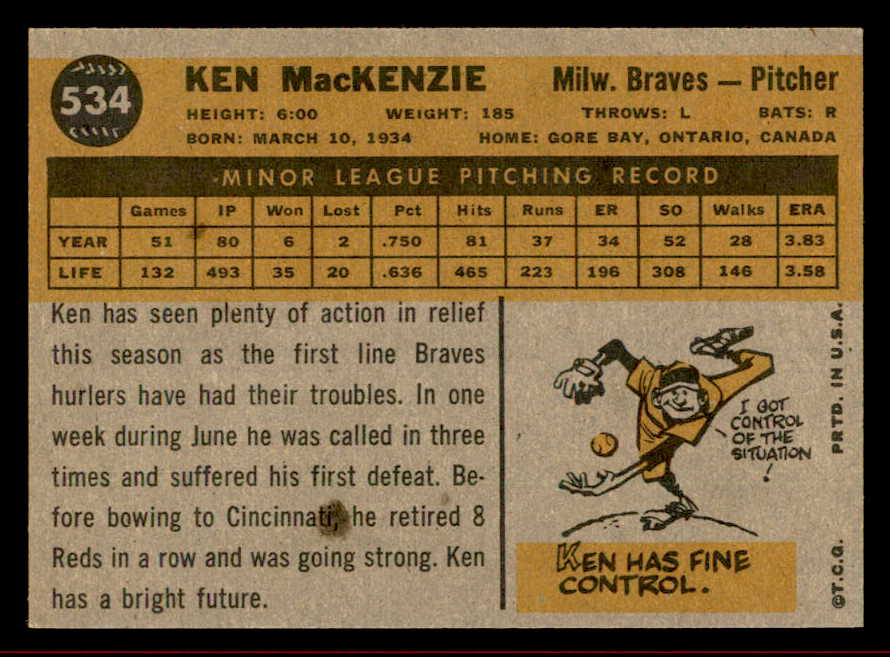 534
KEN MacKENZIE Milw. Braves — Pitcher
HEIGHT: 6:00 WEIGHT: 185 THROWS: L BATS: R
BORN: MARCH 10, 1934 HOME: GORE BAY, ONTARIO, CANADA
MINOR LEAGUE PITCHING RECORD
Games IP Won Lost Pct Hits Runs ER SO Walks ERA
YEAR 51 80 6 2 .750 81 37 34 52 28 3.83
LIFE 132 493 35 20 .636 465 223 196 308 146 3.58
Ken has seen plenty of action in relief
this season as the first line Braves
hurlers have had their troubles. In one
week during June he was called in three
times and suffered his first defeat. Be-
fore bowing to Cincinnati, he retired 8
Reds in a row and was going strong. Ken
has a bright future.
I GOT
CONTROL
OF THE
SITUATION
!
KEN HAS FINE
CONTROL.
©T.C.G. PRTD. IN U.S.A.